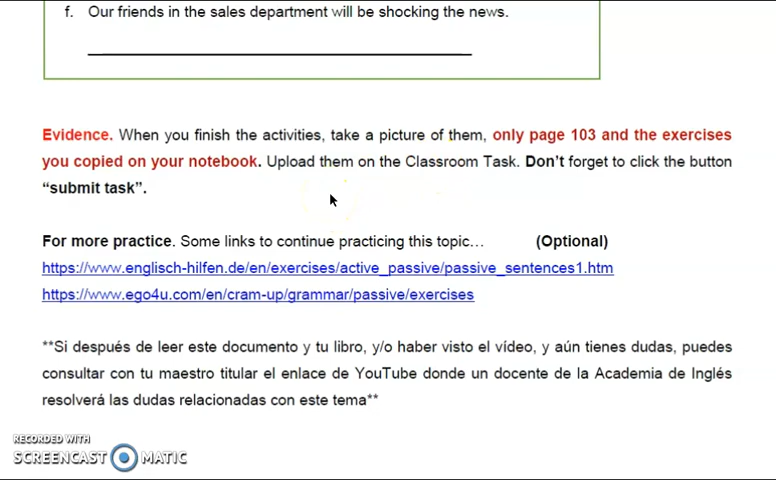 f. Our friends in the sales department will be shocking the news.
Evidence. When you finish the activities, take a picture of them, only page 103 and the exercises
you copied on your notebook. Upload them on the Classroom Task. Don't forget to click the button
“submit task”.
For more practice. Some links to continue practicing this topic… (Optional)
https://www.englisch-hilfen.de/en/exercises/active_passive/passive_sentences1.htm
https://www.ego4u.com/en/cram-up/grammar/passive/exercises
**Si después de leer este documento y tu libro, y/o haber visto el vídeo, y aún tienes dudas, puedes
consultar con tu maestro titular el enlace de YouTube donde un docente de la Academia de Inglés
resolverá las dudas relacionadas con este tema**
RECORDED WITH
SCREENCAST MATIC